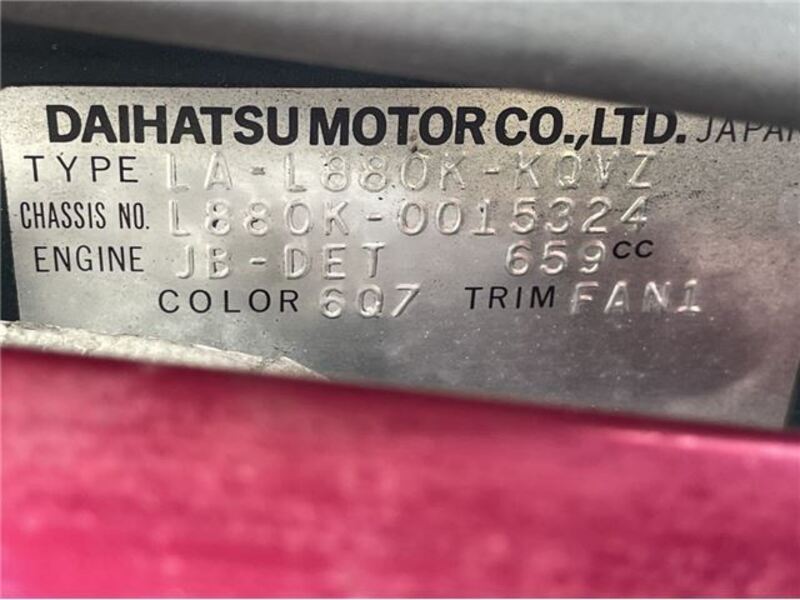 DAIHATSU MOTOR CO.,LTD. JAPAN
TYPE LA-L880K-KQVZ
CHASSIS NO. L880K-0015324
ENGINE JB-DET 659CC
COLOR 6Q7 TRIM FAN1